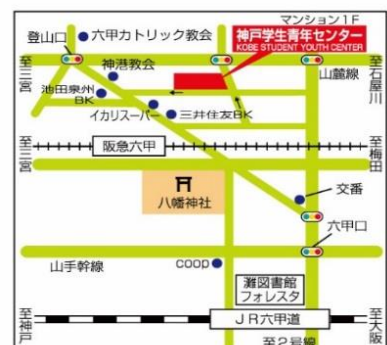 マンション1F
登山口
六甲カトリック教会
神戸学生青年センター
KOBE STUDENT YOUTH CENTER
至三宮
神港教会
山麓線
至石屋川
池田泉州
BK
イカリスーパー
三井住友BK
至三宮
阪急六甲
至梅田
八幡神社
交番
六甲口
山手幹線
coop
灘図書館
フォレスタ
至神戸
JR六甲道
至大阪
至2号線